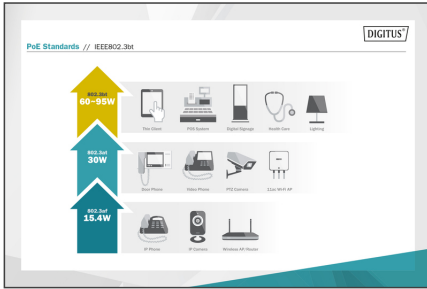 DIGITUS®
PoE Standards // IEEE802.3bt
802.3bt
60–95W
Thin Client
POS System
Digital Signage
Health Care
Lighting
802.3at
30W
Door Phone
Video Phone
PTZ Camera
11ac Wi-Fi AP
802.3af
15.4W
IP Phone
IP Camera
Wireless AP/Router